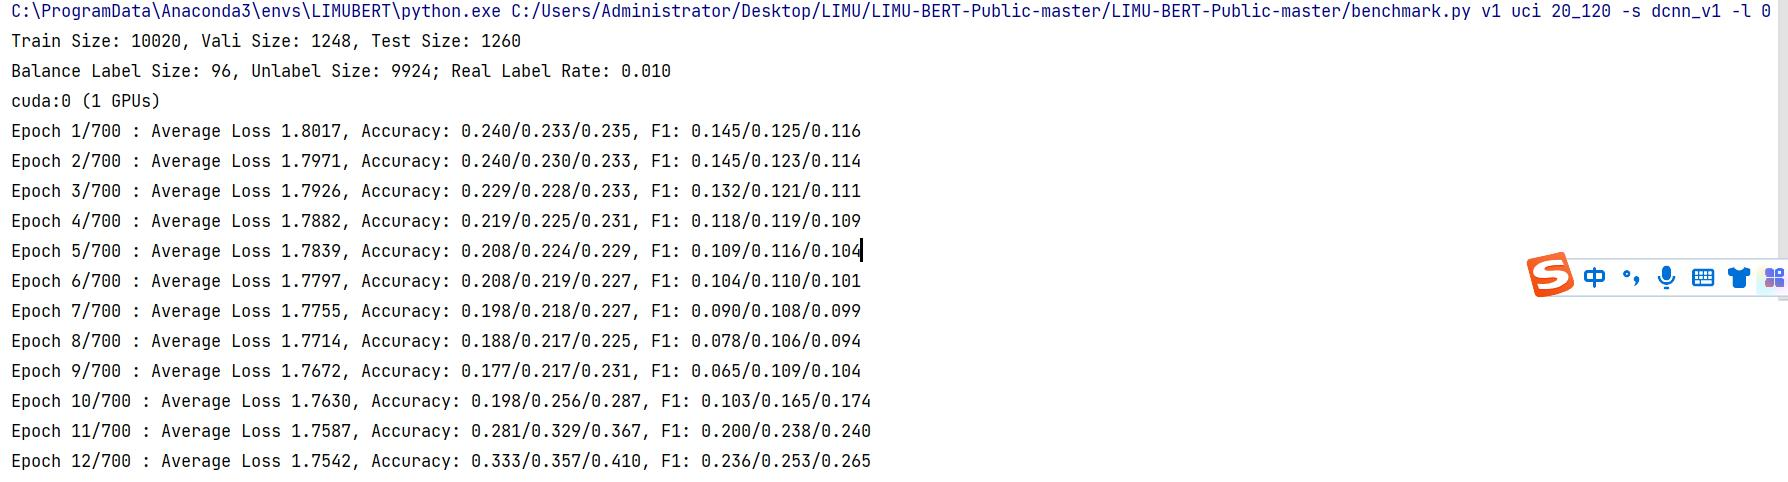 C:\ProgramData\Anaconda3\envs\LIMUBERT\python.exe C:/Users/Administrator/Desktop/LIMU/LIMU-BERT-Public-master/LIMU-BERT-Public-master/benchmark.py v1 uci 20_120 -s dcnn_v1 -l 0
Train Size: 10020, Vali Size: 1248, Test Size: 1260
Balance Label Size: 96, Unlabel Size: 9924; Real Label Rate: 0.010
cuda:0 (1 GPUs)
Epoch 1/700 : Average Loss 1.8017, Accuracy: 0.240/0.233/0.235, F1: 0.145/0.125/0.116
Epoch 2/700 : Average Loss 1.7971, Accuracy: 0.240/0.230/0.233, F1: 0.145/0.123/0.114
Epoch 3/700 : Average Loss 1.7926, Accuracy: 0.229/0.228/0.233, F1: 0.132/0.121/0.111
Epoch 4/700 : Average Loss 1.7882, Accuracy: 0.219/0.225/0.231, F1: 0.118/0.119/0.109
Epoch 5/700 : Average Loss 1.7839, Accuracy: 0.208/0.224/0.229, F1: 0.109/0.116/0.104
Epoch 6/700 : Average Loss 1.7797, Accuracy: 0.208/0.219/0.227, F1: 0.104/0.110/0.101
S 中
Epoch 7/700 : Average Loss 1.7755, Accuracy: 0.198/0.218/0.227, F1: 0.090/0.108/0.099
Epoch 8/700 : Average Loss 1.7714, Accuracy: 0.188/0.217/0.225, F1: 0.078/0.106/0.094
Epoch 9/700 : Average Loss 1.7672, Accuracy: 0.177/0.217/0.231, F1: 0.065/0.109/0.104
Epoch 10/700 : Average Loss 1.7630, Accuracy: 0.198/0.256/0.287, F1: 0.103/0.165/0.174
Epoch 11/700 : Average Loss 1.7587, Accuracy: 0.281/0.329/0.367, F1: 0.200/0.238/0.240
Epoch 12/700 : Average Loss 1.7542, Accuracy: 0.333/0.357/0.410, F1: 0.236/0.253/0.265